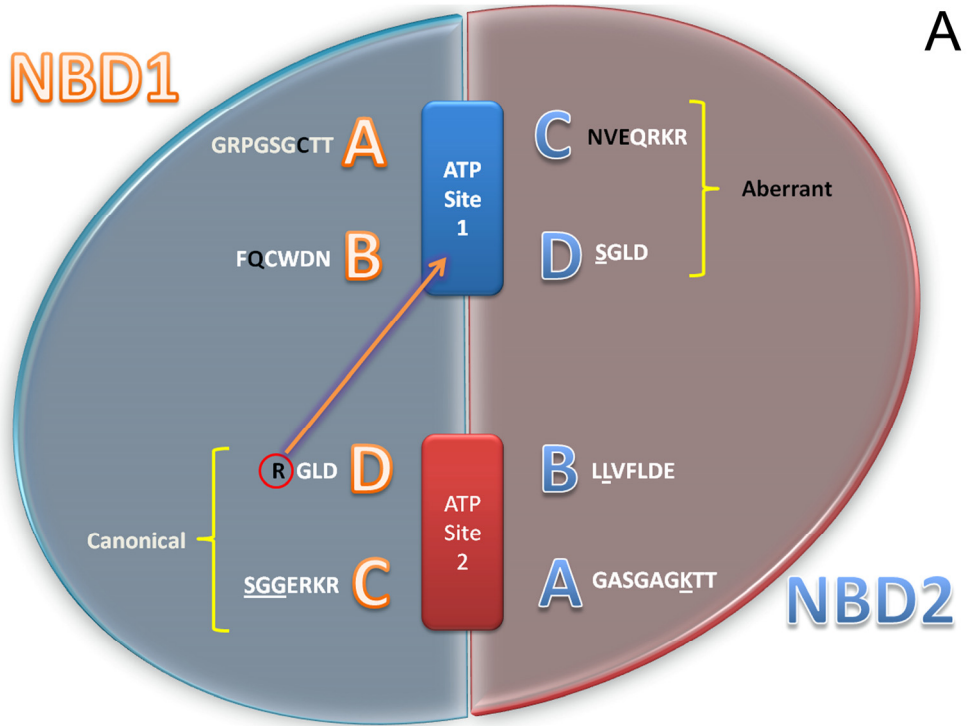 A
NBD1
GRPGSGCTT A
ATP
Site
1
C NVEQRKR
Aberrant
FQCWDN B
D SGLD
R GLD D
ATP
Site
2
B LLVFLDE
Canonical
SGGERKR C
A GASGAGKTT
NBD2